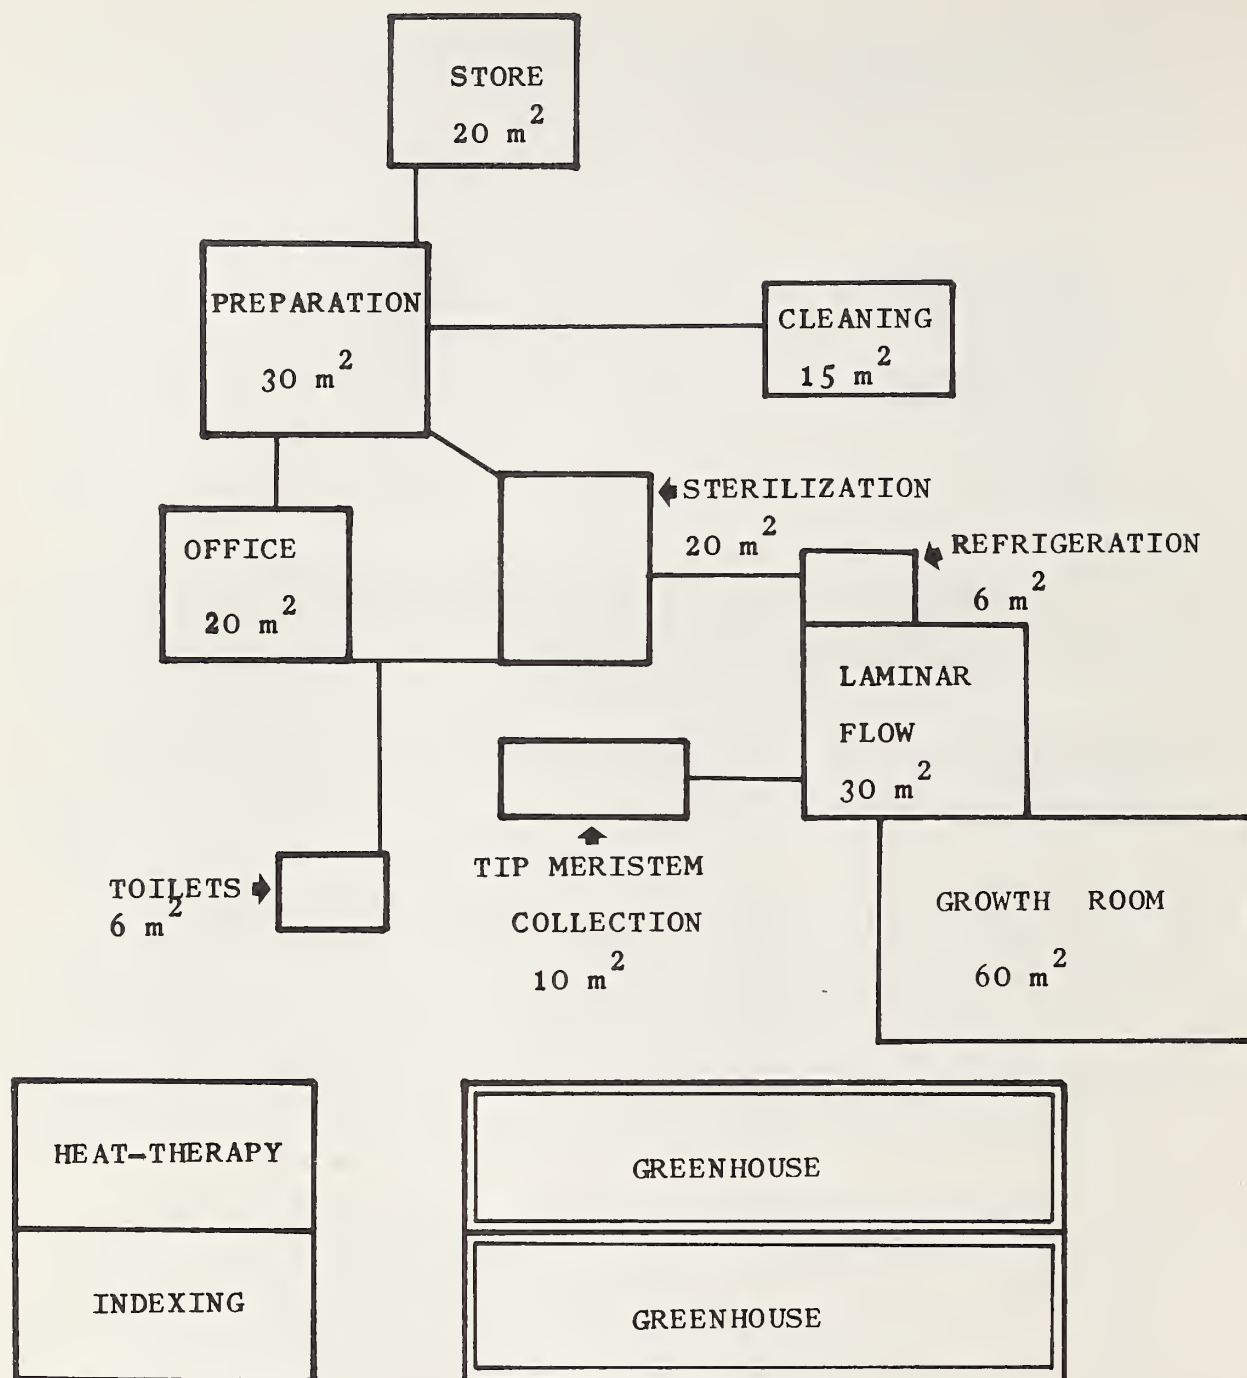 STORE
20 m²
PREPARATION
30 m²
CLEANING
15 m²
STERILIZATION
20 m²
REFRIGERATION
6 m²
OFFICE
20 m²
LAMINAR
FLOW
30 m²
TIP MERISTEM
COLLECTION
10 m²
TOILETS
6 m²
GROWTH ROOM
60 m²
HEAT-THERAPY
GREENHOUSE
INDEXING
GREENHOUSE